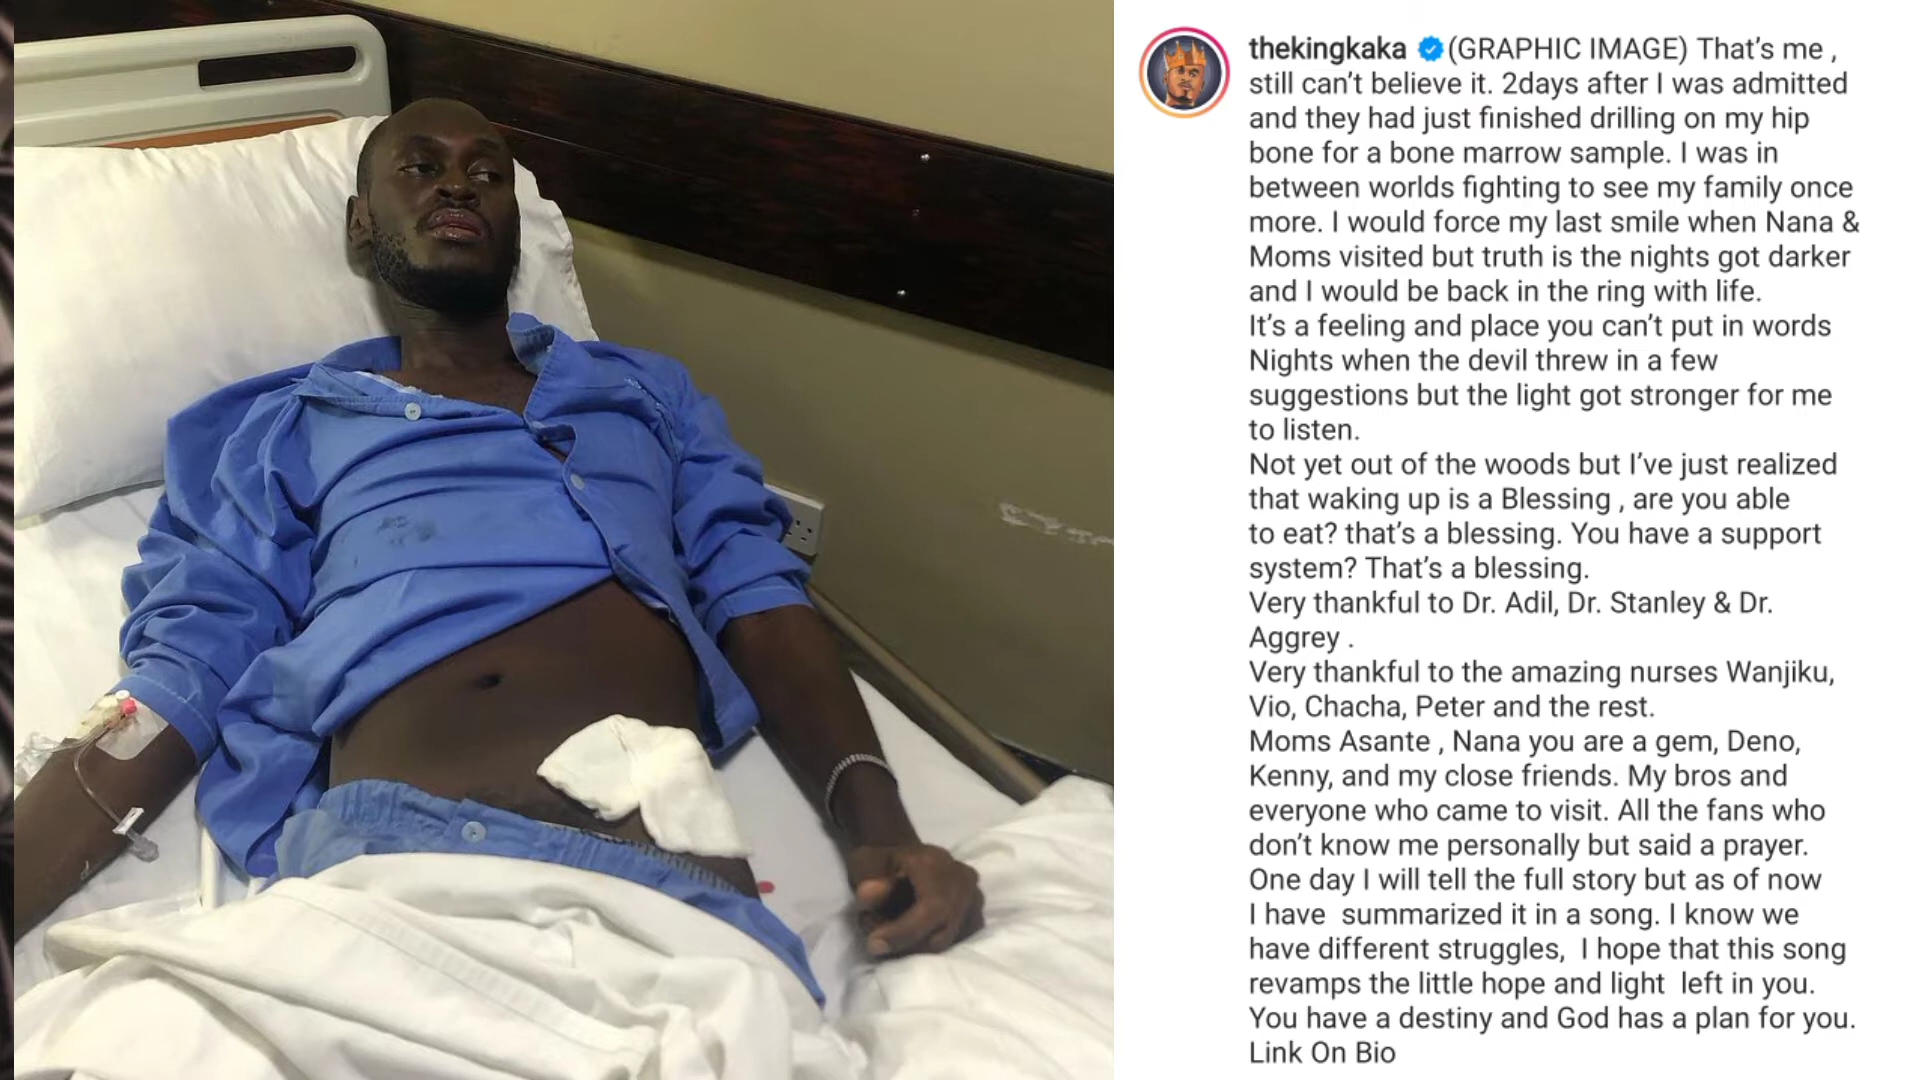 thekingkaka (GRAPHIC IMAGE) That's me ,
still can't believe it. 2days after I was admitted
and they had just finished drilling on my hip
bone for a bone marrow sample. I was in
between worlds fighting to see my family once
more. I would force my last smile when Nana &
Moms visited but truth is the nights got darker
and I would be back in the ring with life.
It's a feeling and place you can't put in words
Nights when the devil threw in a few
suggestions but the light got stronger for me
to listen.
Not yet out of the woods but I've just realized
that waking up is a Blessing , are you able
to eat? that's a blessing. You have a support
system? That's a blessing.
Very thankful to Dr. Adil, Dr. Stanley & Dr.
Aggrey .
Very thankful to the amazing nurses Wanjiku,
Vio, Chacha, Peter and the rest.
Moms Asante , Nana you are a gem, Deno,
Kenny, and my close friends. My bros and
everyone who came to visit. All the fans who
don't know me personally but said a prayer.
One day I will tell the full story but as of now
I have  summarized it in a song. I know we
have different struggles,  I hope that this song
revamps the little hope and light  left in you.
You have a destiny and God has a plan for you.
Link On Bio